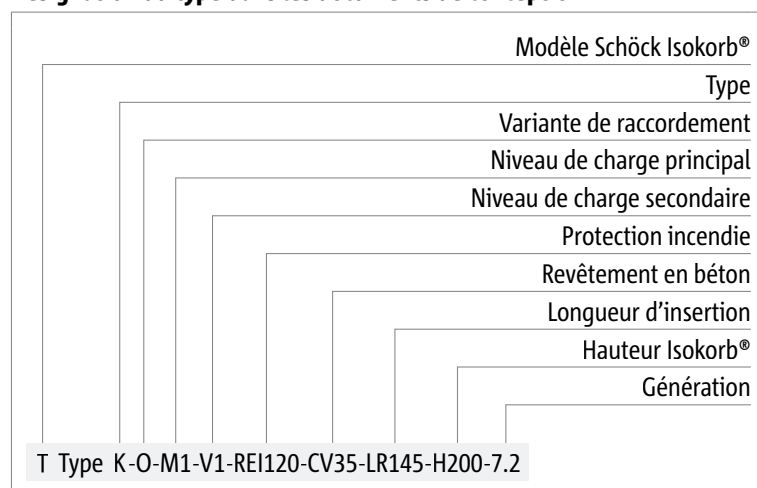 Modèle Schöck Isokorb®
Type
Variante de raccordement
Niveau de charge principal
Niveau de charge secondaire
Protection incendie
Revêtement en béton
Longueur d’insertion
Hauteur Isokorb®
Génération
T Type K-O-M1-V1-REI120-CV35-LR145-H200-7.2